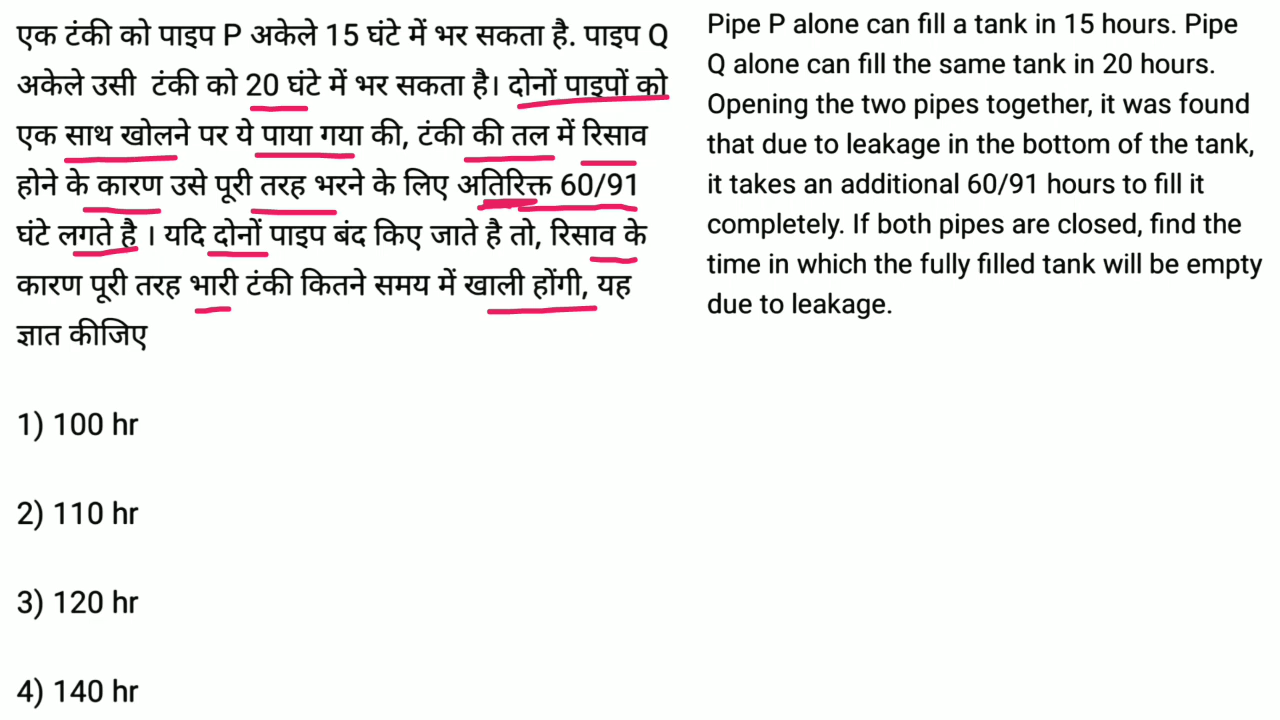 एक टंकी को पाइप P अकेले 15 घंटे में भर सकता है. पाइप Q
अकेले उसी टंकी को 20 घंटे में भर सकता है। दोनों पाइपों को
एक साथ खोलने पर ये पाया गया की, टंकी की तल में रिसाव
होने के कारण उसे पूरी तरह भरने के लिए अतिरिक्त 60/91
घंटे लगते है । यदि दोनों पाइप बंद किए जाते है तो, रिसाव के
कारण पूरी तरह भारी टंकी कितने समय में खाली होंगी, यह
ज्ञात कीजिए
1) 100 hr
2) 110 hr
3) 120 hr
4) 140 hr
Pipe P alone can fill a tank in 15 hours. Pipe
Q alone can fill the same tank in 20 hours.
Opening the two pipes together, it was found
that due to leakage in the bottom of the tank,
it takes an additional 60/91 hours to fill it
completely. If both pipes are closed, find the
time in which the fully filled tank will be empty
due to leakage.